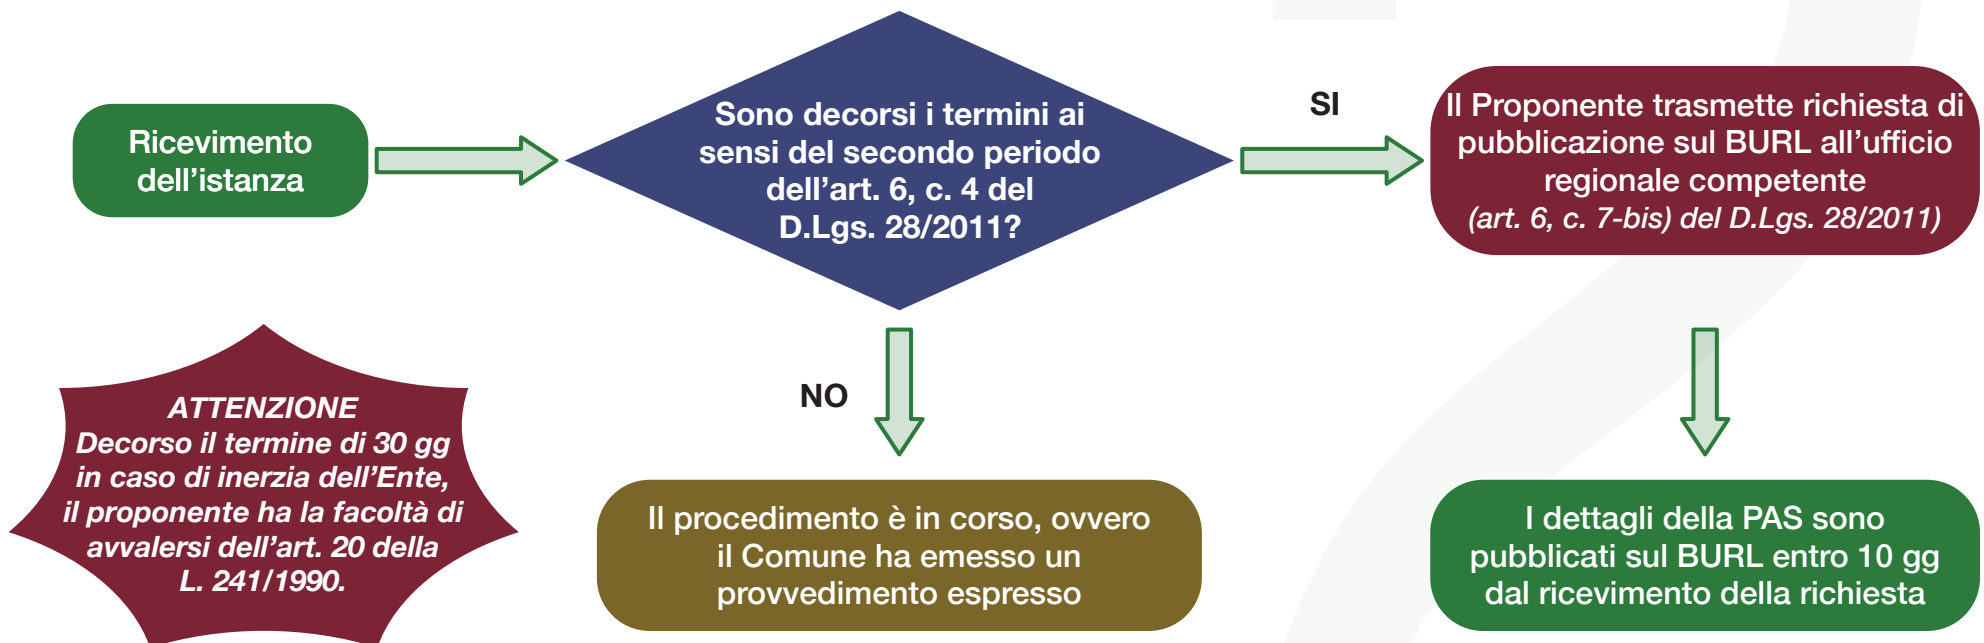 Ricevimento
dell'istanza
Sono decorsi i termini ai
sensi del secondo periodo
dell'art. 6, c. 4 del
D.Lgs. 28/2011?
SI
Il Proponente trasmette richiesta di
pubblicazione sul BURL all'ufficio
regionale competente
(art. 6, c. 7-bis) del D.Lgs. 28/2011)
NO
ATTENZIONE
Decorso il termine di 30 gg
in caso di inerzia dell'Ente,
il proponente ha la facoltà di
avvalersi dell'art. 20 della
L. 241/1990.
Il procedimento è in corso, ovvero
il Comune ha emesso un
provvedimento espresso
I dettagli della PAS sono
pubblicati sul BURL entro 10 gg
dal ricevimento della richiesta